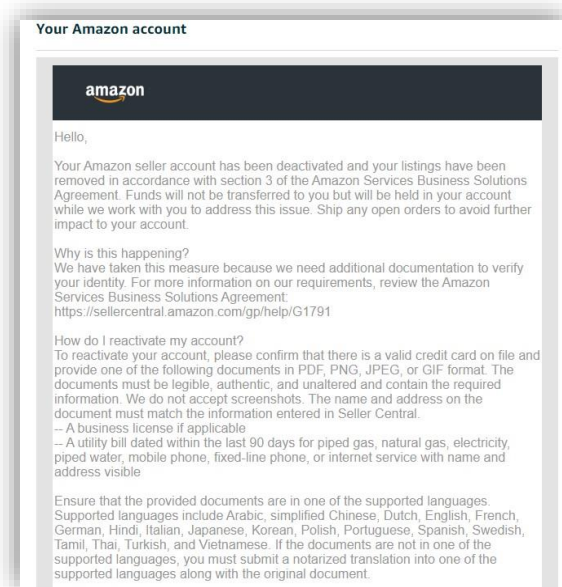 Your Amazon account
amazon
Hello,
Your Amazon seller account has been deactivated and your listings have been
removed in accordance with section 3 of the Amazon Services Business Solutions
Agreement. Funds will not be transferred to you but will be held in your account
while we work with you to address this issue. Ship any open orders to avoid further
impact to your account.
Why is this happening?
We have taken this measure because we need additional documentation to verify
your identity. For more information on our requirements, review the Amazon
Services Business Solutions Agreement:
https://sellercentral.amazon.com/gp/help/G1791
How do I reactivate my account?
To reactivate your account, please confirm that there is a valid credit card on file and
provide one of the following documents in PDF, PNG, JPEG, or GIF format. The
documents must be legible, authentic, and unaltered and contain the required
information. We do not accept screenshots. The name and address on the
document must match the information entered in Seller Central.
-- A business license if applicable
-- A utility bill dated within the last 90 days for piped gas, natural gas, electricity,
piped water, mobile phone, fixed-line phone, or internet service with name and
address visible
Ensure that the provided documents are in one of the supported languages.
Supported languages include Arabic, simplified Chinese, Dutch, English, French,
German, Hindi, Italian, Japanese, Korean, Polish, Portuguese, Spanish, Swedish,
Tamil, Thai, Turkish, and Vietnamese. If the documents are not in one of the
supported languages, you must submit a notarized translation into one of the
supported languages along with the original document.